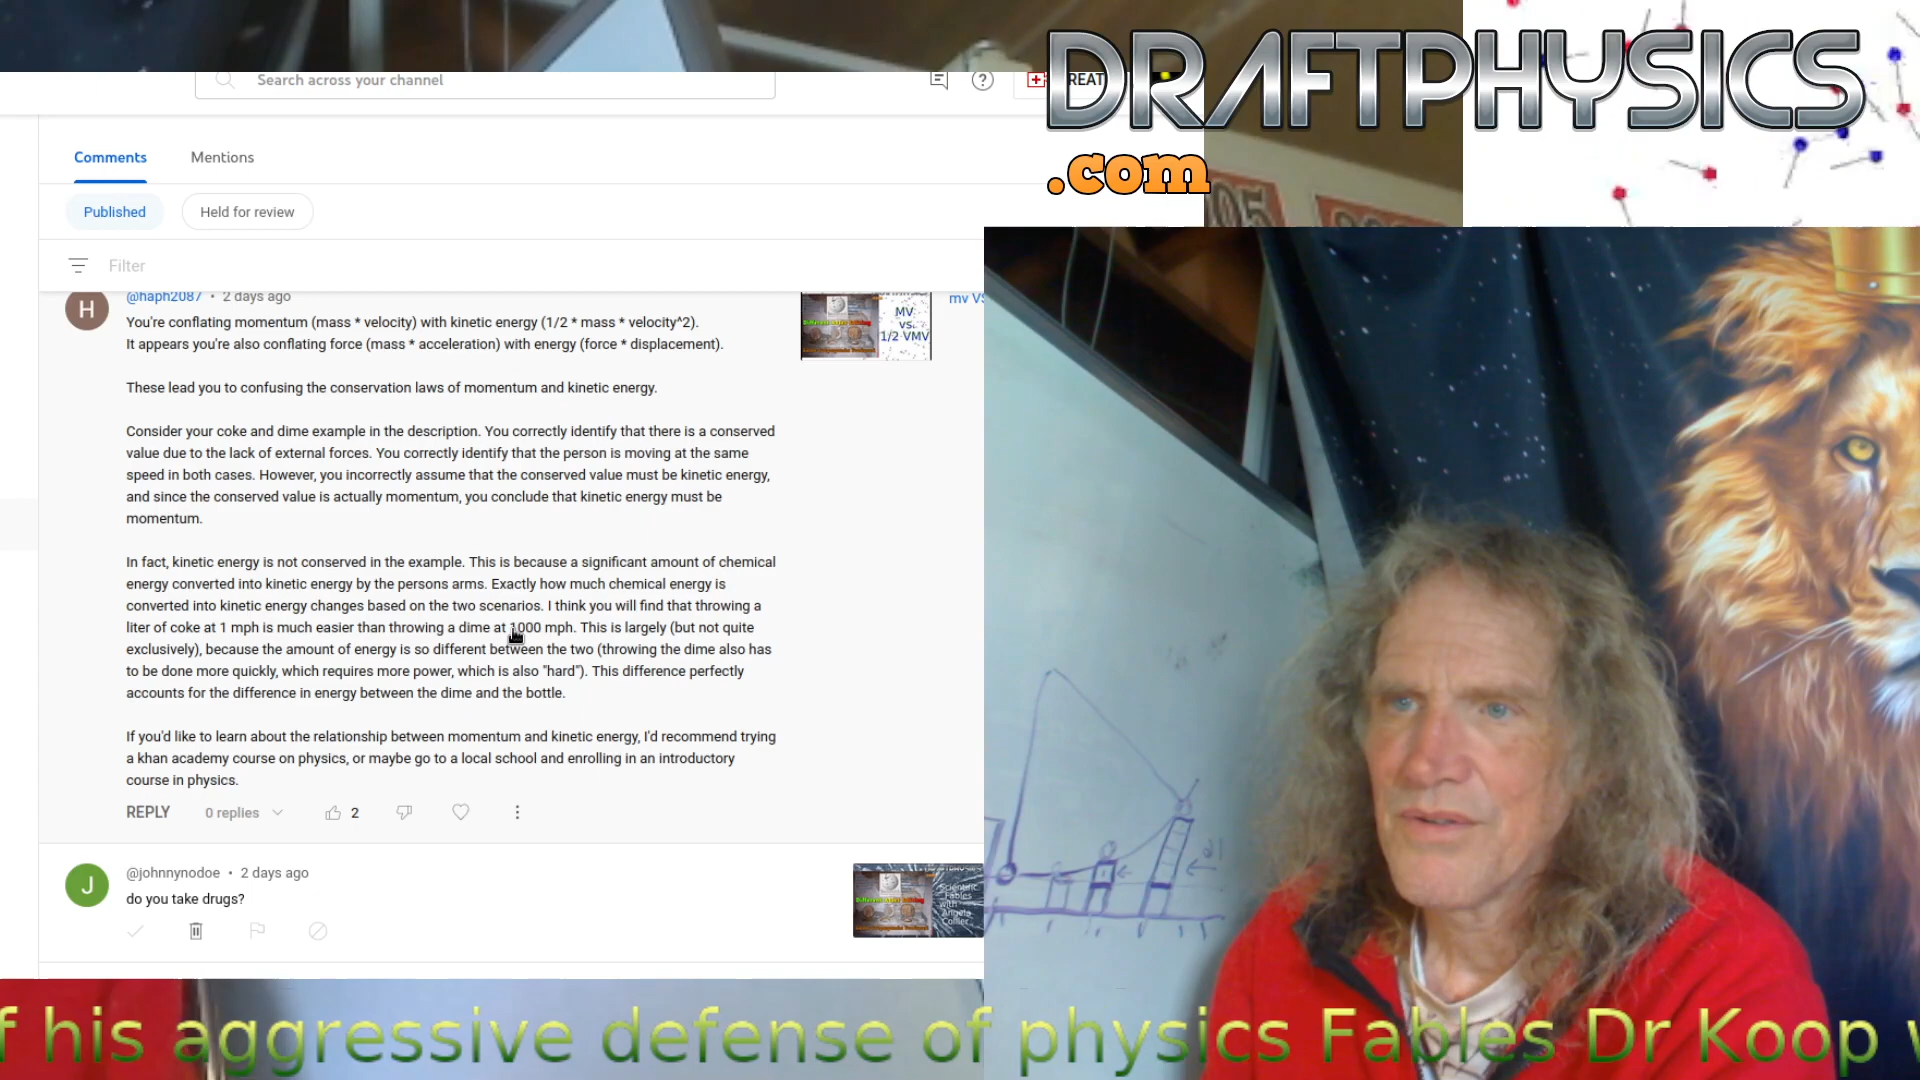 DRAFTPHYSICS
.com
Search across your channel
Comments
Mentions
Published
Held for review
Filter
@haph2087 • 2 days ago
You're conflating momentum (mass * velocity) with kinetic energy (1/2 * mass * velocity^2).
It appears you're also conflating force (mass * acceleration) with energy (force * displacement).
These lead you to confusing the conservation laws of momentum and kinetic energy.
Consider your coke and dime example in the description. You correctly identify that there is a conserved
value due to the lack of external forces. You correctly identify that the person is moving at the same
speed in both cases. However, you incorrectly assume that the conserved value must be kinetic energy,
and since the conserved value is actually momentum, you conclude that kinetic energy must be
momentum.
In fact, kinetic energy is not conserved in the example. This is because a significant amount of chemical
energy converted into kinetic energy by the persons arms. Exactly how much chemical energy is
converted into kinetic energy changes based on the two scenarios. I think you will find that throwing a
liter of coke at 1 mph is much easier than throwing a dime at 1000 mph. This is largely (but not quite
exclusively), because the amount of energy is so different between the two (throwing the dime also has
to be done more quickly, which requires more power, which is also "hard"). This difference perfectly
accounts for the difference in energy between the dime and the bottle.
If you'd like to learn about the relationship between momentum and kinetic energy, I'd recommend trying
a khan academy course on physics, or maybe go to a local school and enrolling in an introductory
course in physics.
REPLY
0 replies
2
H
mv VS
MV
vs.
1/2 VMV
@johnnynodoe • 2 days ago
do you take drugs?
J
Scientific
Fables
with
Angela
Collier
f his aggressive defense of physics Fables Dr Koop